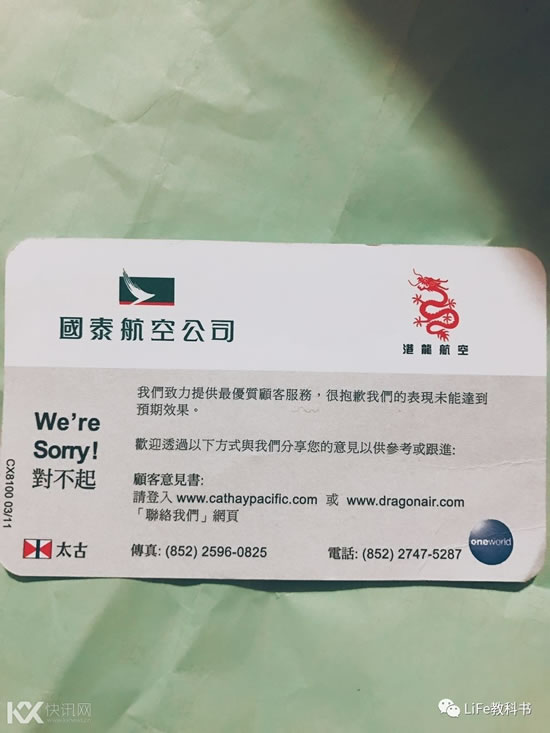 國泰航空公司
港龍航空
We're
Sorry!
對不起
我們致力提供最優質顧客服務，很抱歉我們的表現未能達到
預期效果。
歡迎透過以下方式與我們分享您的意見以供參考或跟進:
顧客意見書:
請登入 www.cathaypacific.com 或 www.dragonair.com
「聯絡我們」網頁
CX8100 03/11
太古
傳真: (852) 2596-0825
電話: (852) 2747-5287
oneworld
KX 快讯网
LiFe教科书